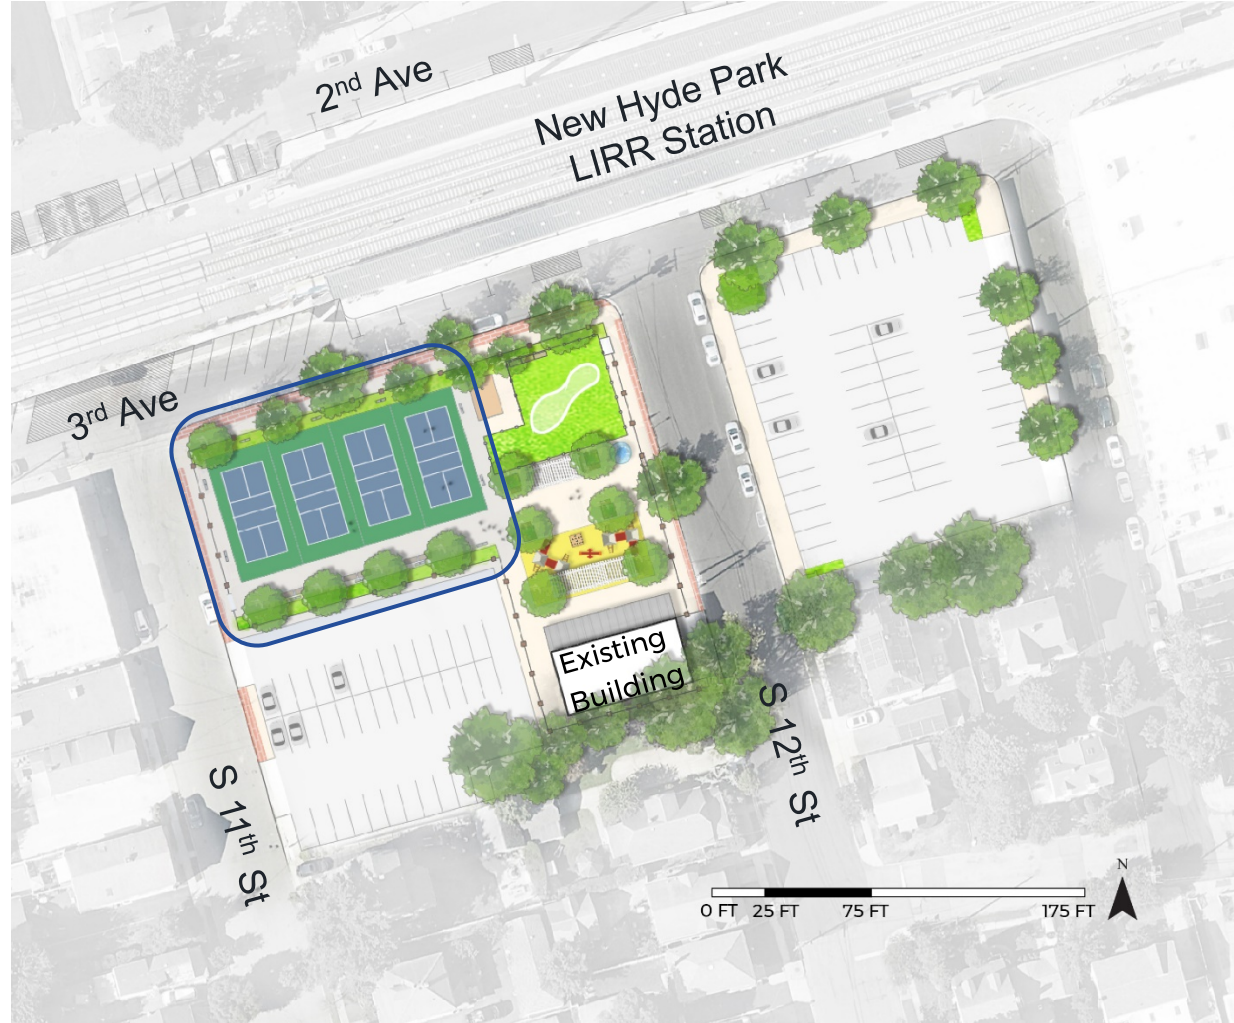 2nd Ave
New Hyde Park
LIRR Station
3rd Ave
Existing
Building
S 12th St
S 11th St
N
0 FT 25 FT 75 FT 175 FT